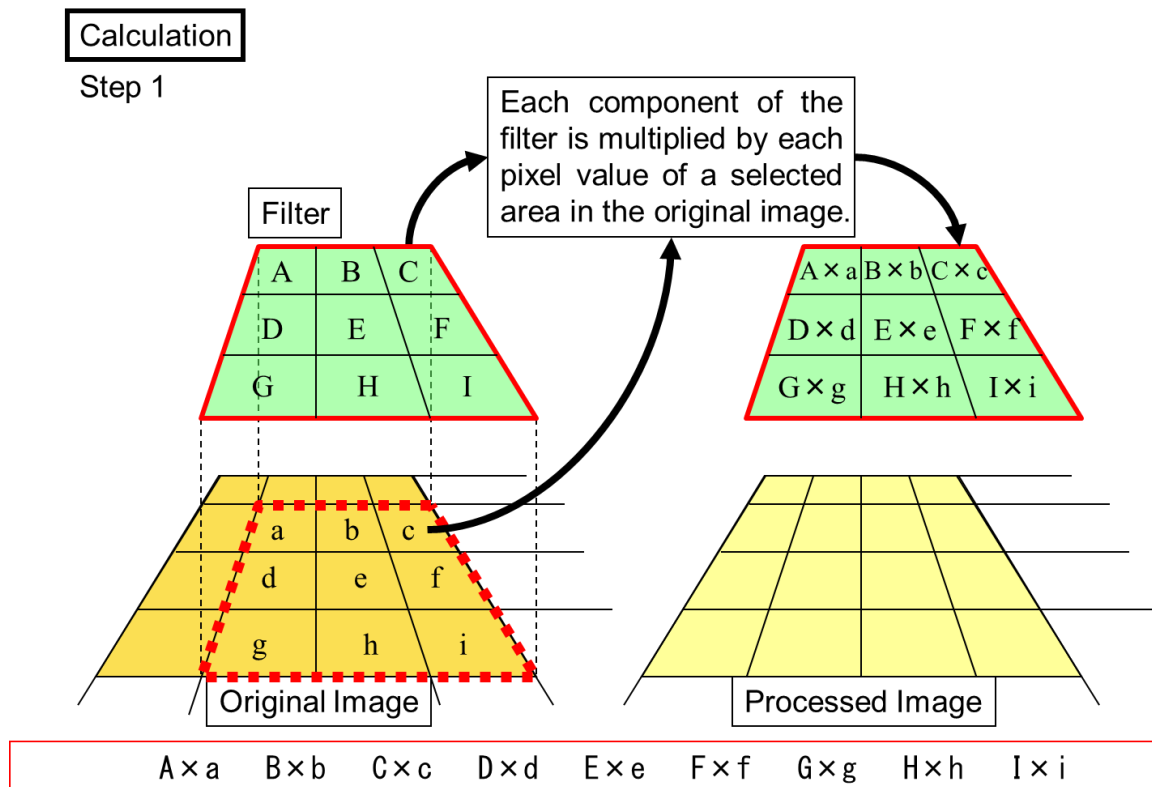 Calculation
Step 1
Each component of the
filter is multiplied by each
pixel value of a selected
area in the original image.
Filter
A B C
D E F
G H I
A×a B×b C×c
D×d E×e F×f
G×g H×h I×i
a b c
d e f
g h i
Original Image
Processed Image
A×a B×b C×c D×d E×e F×f G×g H×h I×i